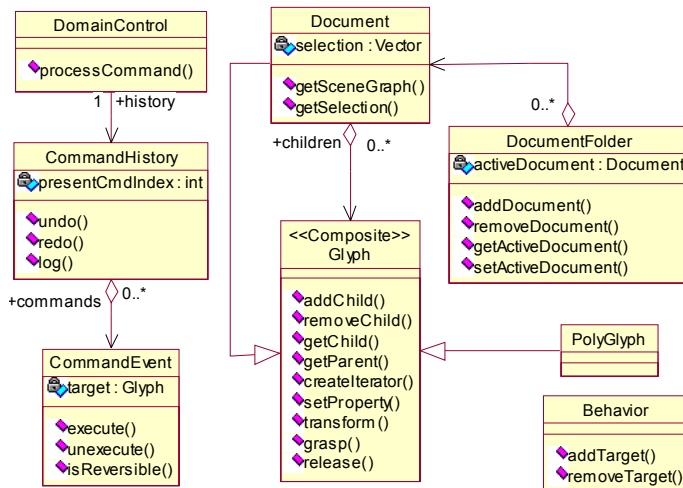 DomainControl
processCommand()
1 +history
CommandHistory
presentCmdIndex : int
undo()
redo()
log()
+commands 0..*
CommandEvent
target : Glyph
execute()
unexecute()
isReversible()
Document
selection : Vector
getSceneGraph()
getSelection()
+children 0..*
<<Composite>>
Glyph
addChild()
removeChild()
getChild()
getParent()
createIterator()
setProperty()
transform()
grasp()
release()
0..*
DocumentFolder
activeDocument : Document
addDocument()
removeDocument()
getActiveDocument()
setActiveDocument()
PolyGlyph
Behavior
addTarget()
removeTarget()